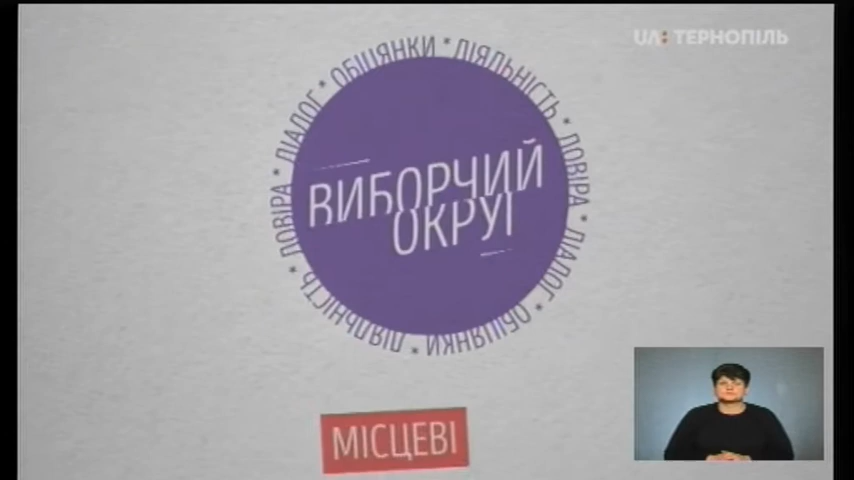 UA: ТЕРНОПІЛЬ
ОБІЦЯНКИ * ДІЯЛЬНІСТЬ * ДОВІРА * ДІАЛОГ * ОБІЦЯНКИ * ДІЯЛЬНІСТЬ * ДОВІРА * ДІАЛОГ *
ВИБОРЧИЙ
ОКРУГ
МІСЦЕВІ